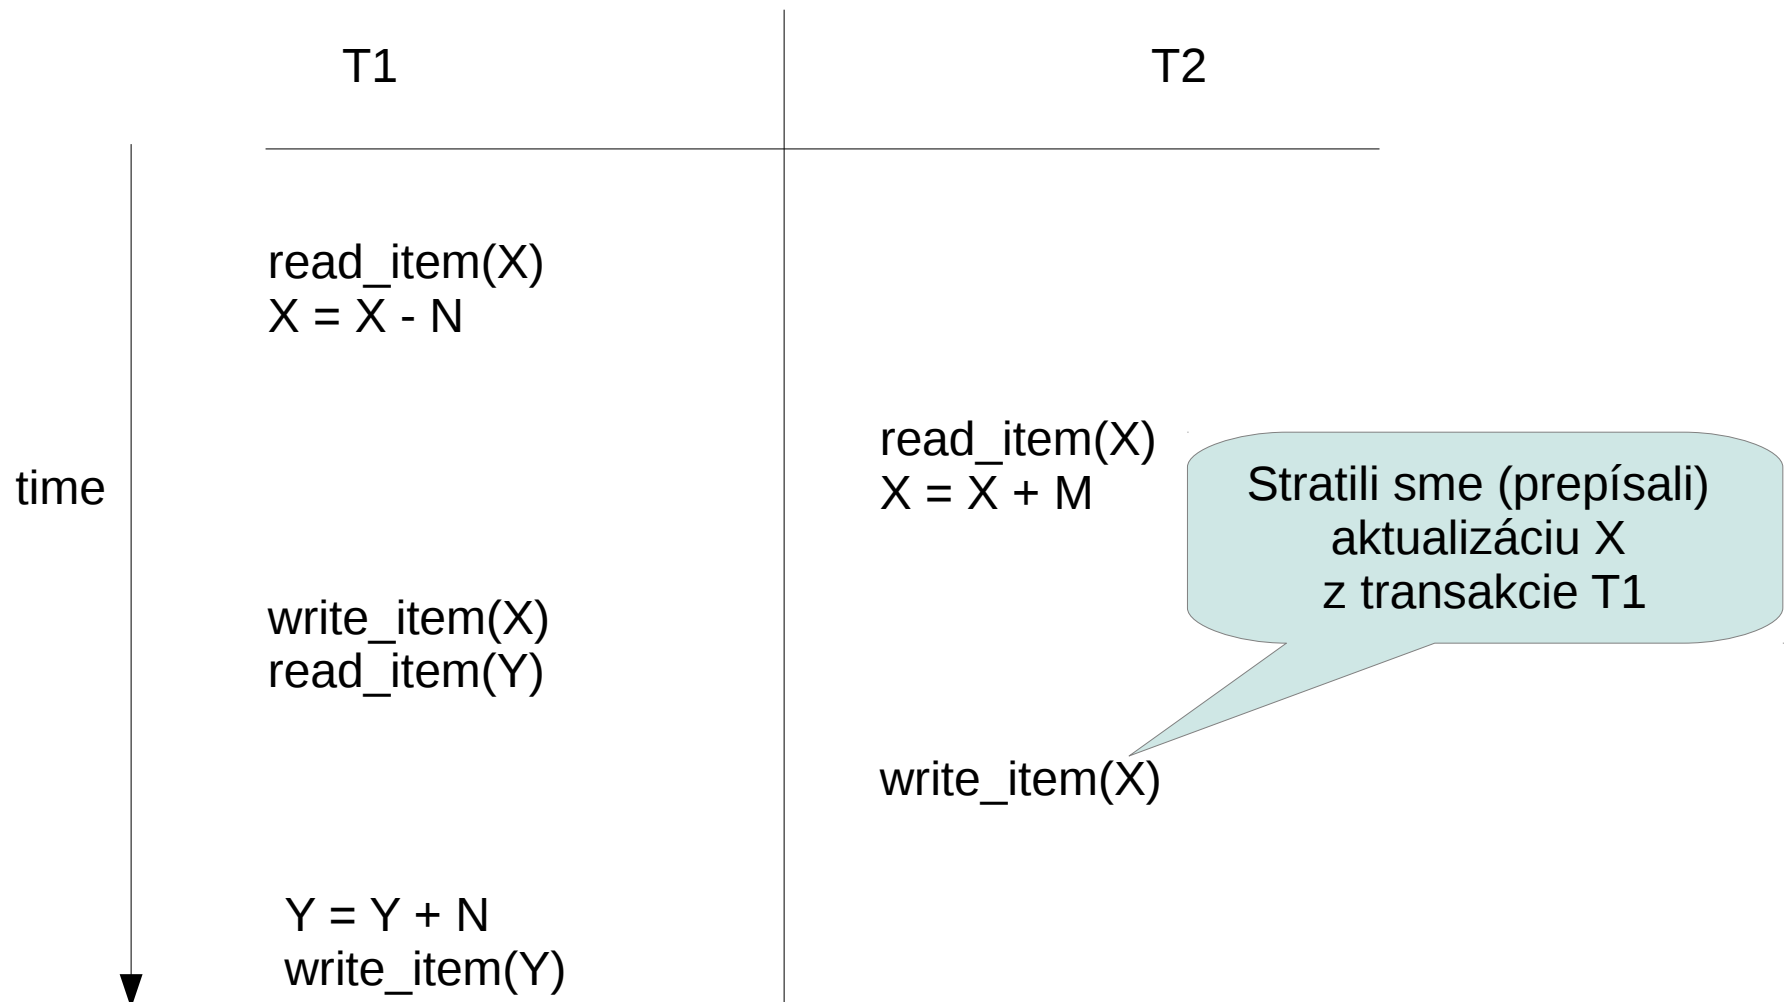 T1
T2
read_item(X)
X = X - N
read_item(X)
X = X + M
time
Stratili sme (prepísali)
aktualizáciu X
z transakcie T1
write_item(X)
read_item(Y)
write_item(X)
Y = Y + N
write_item(Y)